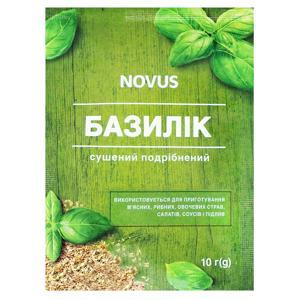 NOVUS
БАЗИЛІК
сушений подрібнений
ВИКОРИСТОВУЄТЬСЯ ДЛЯ ПРИГОТУВАННЯ
М'ЯСНИХ, РИБНИХ, ОВОЧЕВИХ СТРАВ,
САЛАТІВ, СОУСІВ І ПІДЛИВ
10 г(g)